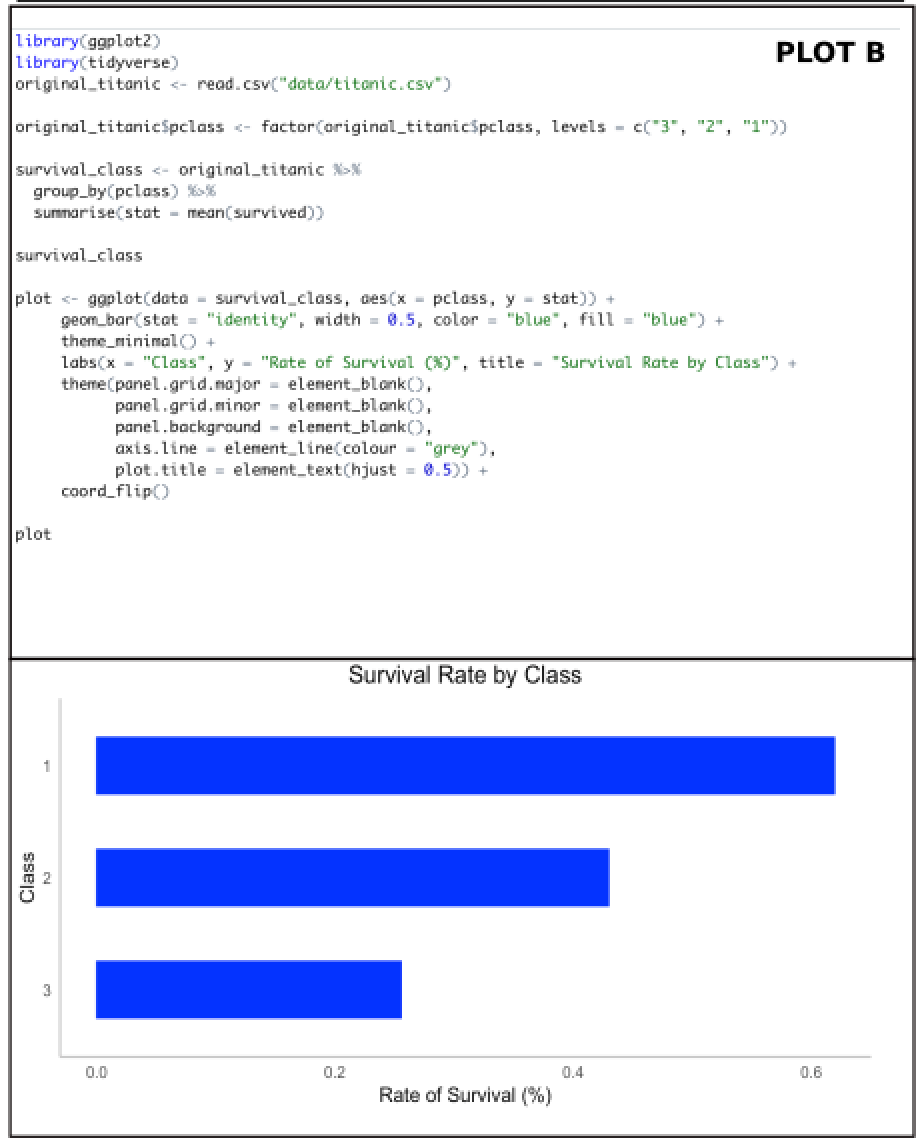 library(ggplot2)
PLOT B
library(tidyverse)
original_titanic <- read.csv("data/titanic.csv")
original_titanic$pclass <- factor(original_titanic$pclass, levels = c("3", "2", "1"))
survival_class <- original_titanic %>%
  group_by(pclass) %>%
  summarise(stat = mean(survived))
survival_class
plot <- ggplot(data = survival_class, aes(x = pclass, y = stat)) +
     geom_bar(stat = "identity", width = 0.5, color = "blue", fill = "blue") +
     theme_minimal() +
     labs(x = "Class", y = "Rate of Survival (%)", title = "Survival Rate by Class") +
     theme(panel.grid.major = element_blank(),
           panel.grid.minor = element_blank(),
           panel.background = element_blank(),
           axis.line = element_line(colour = "grey"),
           plot.title = element_text(hjust = 0.5)) +
     coord_flip()
plot
Survival Rate by Class
1
2
3
Class
0.0 0.2 0.4 0.6
Rate of Survival (%)